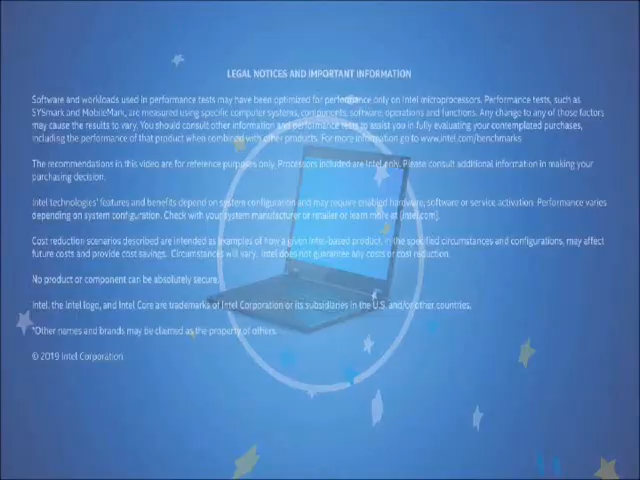 LEGAL NOTICES AND IMPORTANT INFORMATION
Software and workloads used in performance tests may have been optimized for performance only on Intel microprocessors. Performance tests, such as
SYSmark and MobileMark, are measured using specific computer systems, components, software, operations and functions. Any change to any of those factors
may cause the results to vary. You should consult other information and performance tests to assist you in fully evaluating your contemplated purchases,
including the performance of that product when combined with other products. For more information go to www.intel.com/benchmarks
The recommendations in this video are for reference purposes only. Processors included are Intel only. Please consult additional information in making your
purchasing decision.
Intel technologies' features and benefits depend on system configuration and may require enabled hardware, software or service activation. Performance varies
depending on system configuration. Check with your system manufacturer or retailer or learn more at [intel.com].
Cost reduction scenarios described are intended as examples of how a given Intel-based product, in the specified circumstances and configurations, may affect
future costs and provide cost savings. Circumstances will vary. Intel does not guarantee any costs or cost reduction.
No product or component can be absolutely secure.
Intel, the Intel logo, and Intel Core are trademarks of Intel Corporation or its subsidiaries in the U.S. and/or other countries.
*Other names and brands may be claimed as the property of others.
© 2019 Intel Corporation